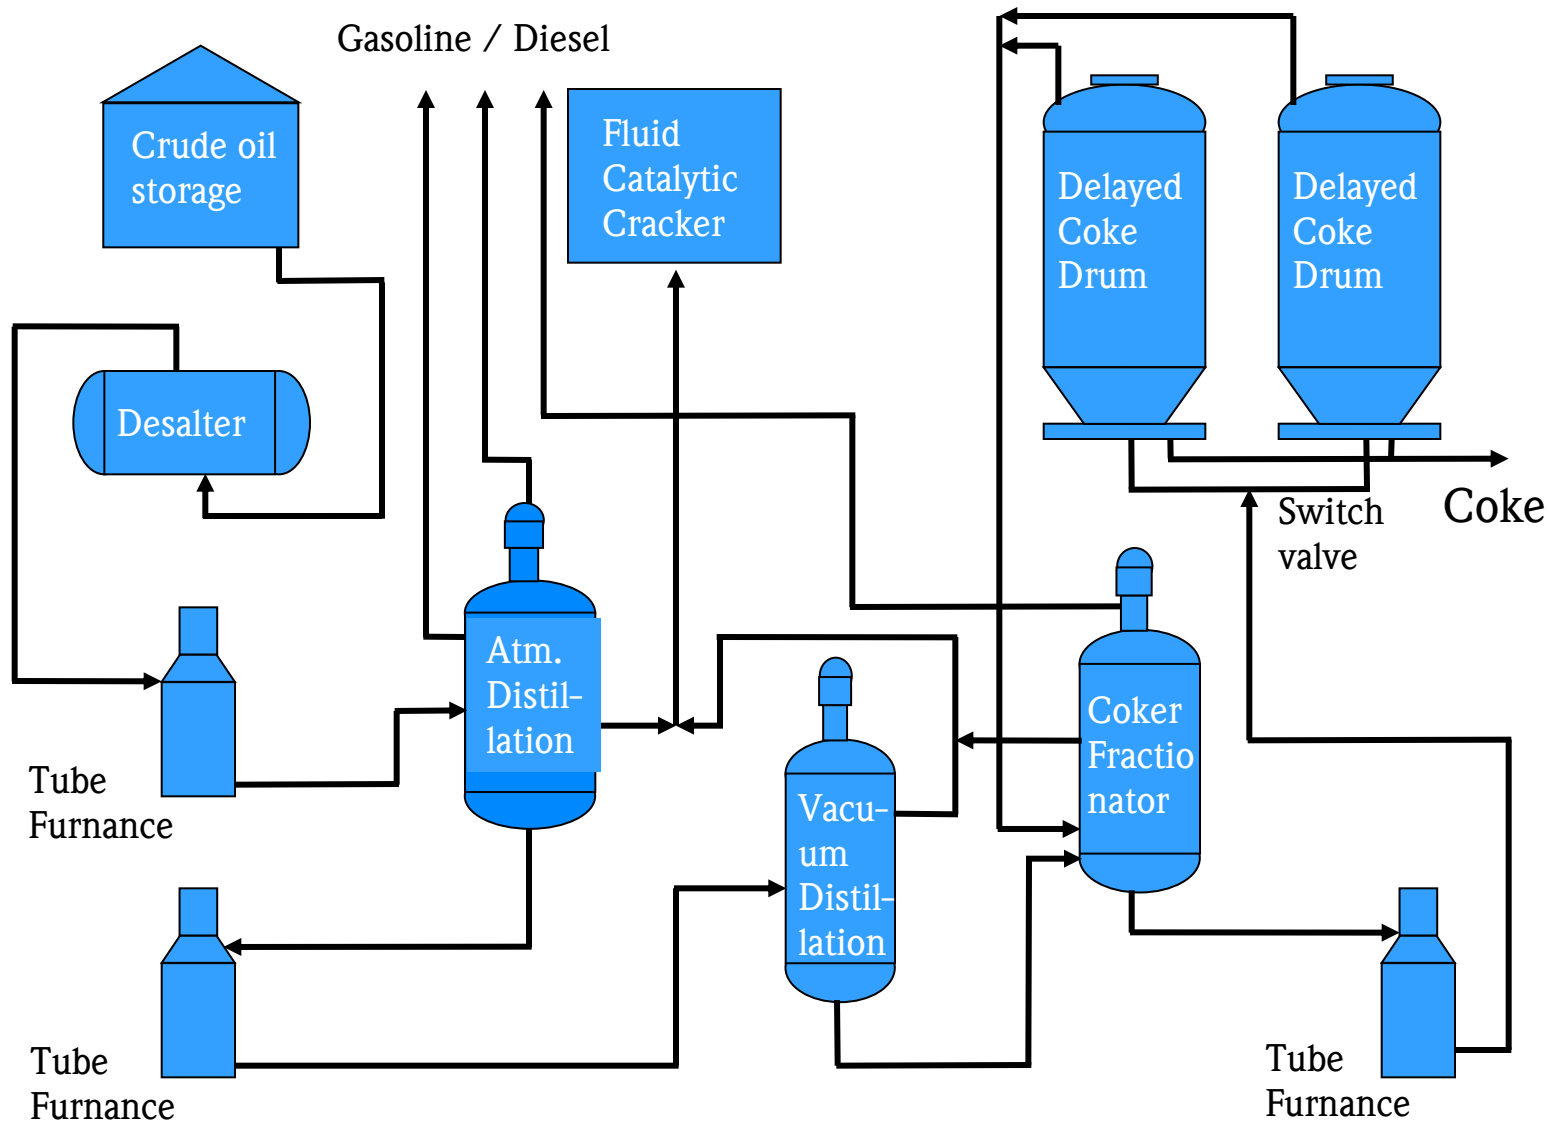 Gasoline / Diesel
Crude oil
storage
Fluid
Catalytic
Cracker
Delayed
Coke
Drum
Delayed
Coke
Drum
Desalter
Switch
valve
Coke
Atm.
Distil-
lation
Coker
Fractio
nator
Tube
Furnance
Vacu-
um
Distil-
lation
Tube
Furnance
Tube
Furnance